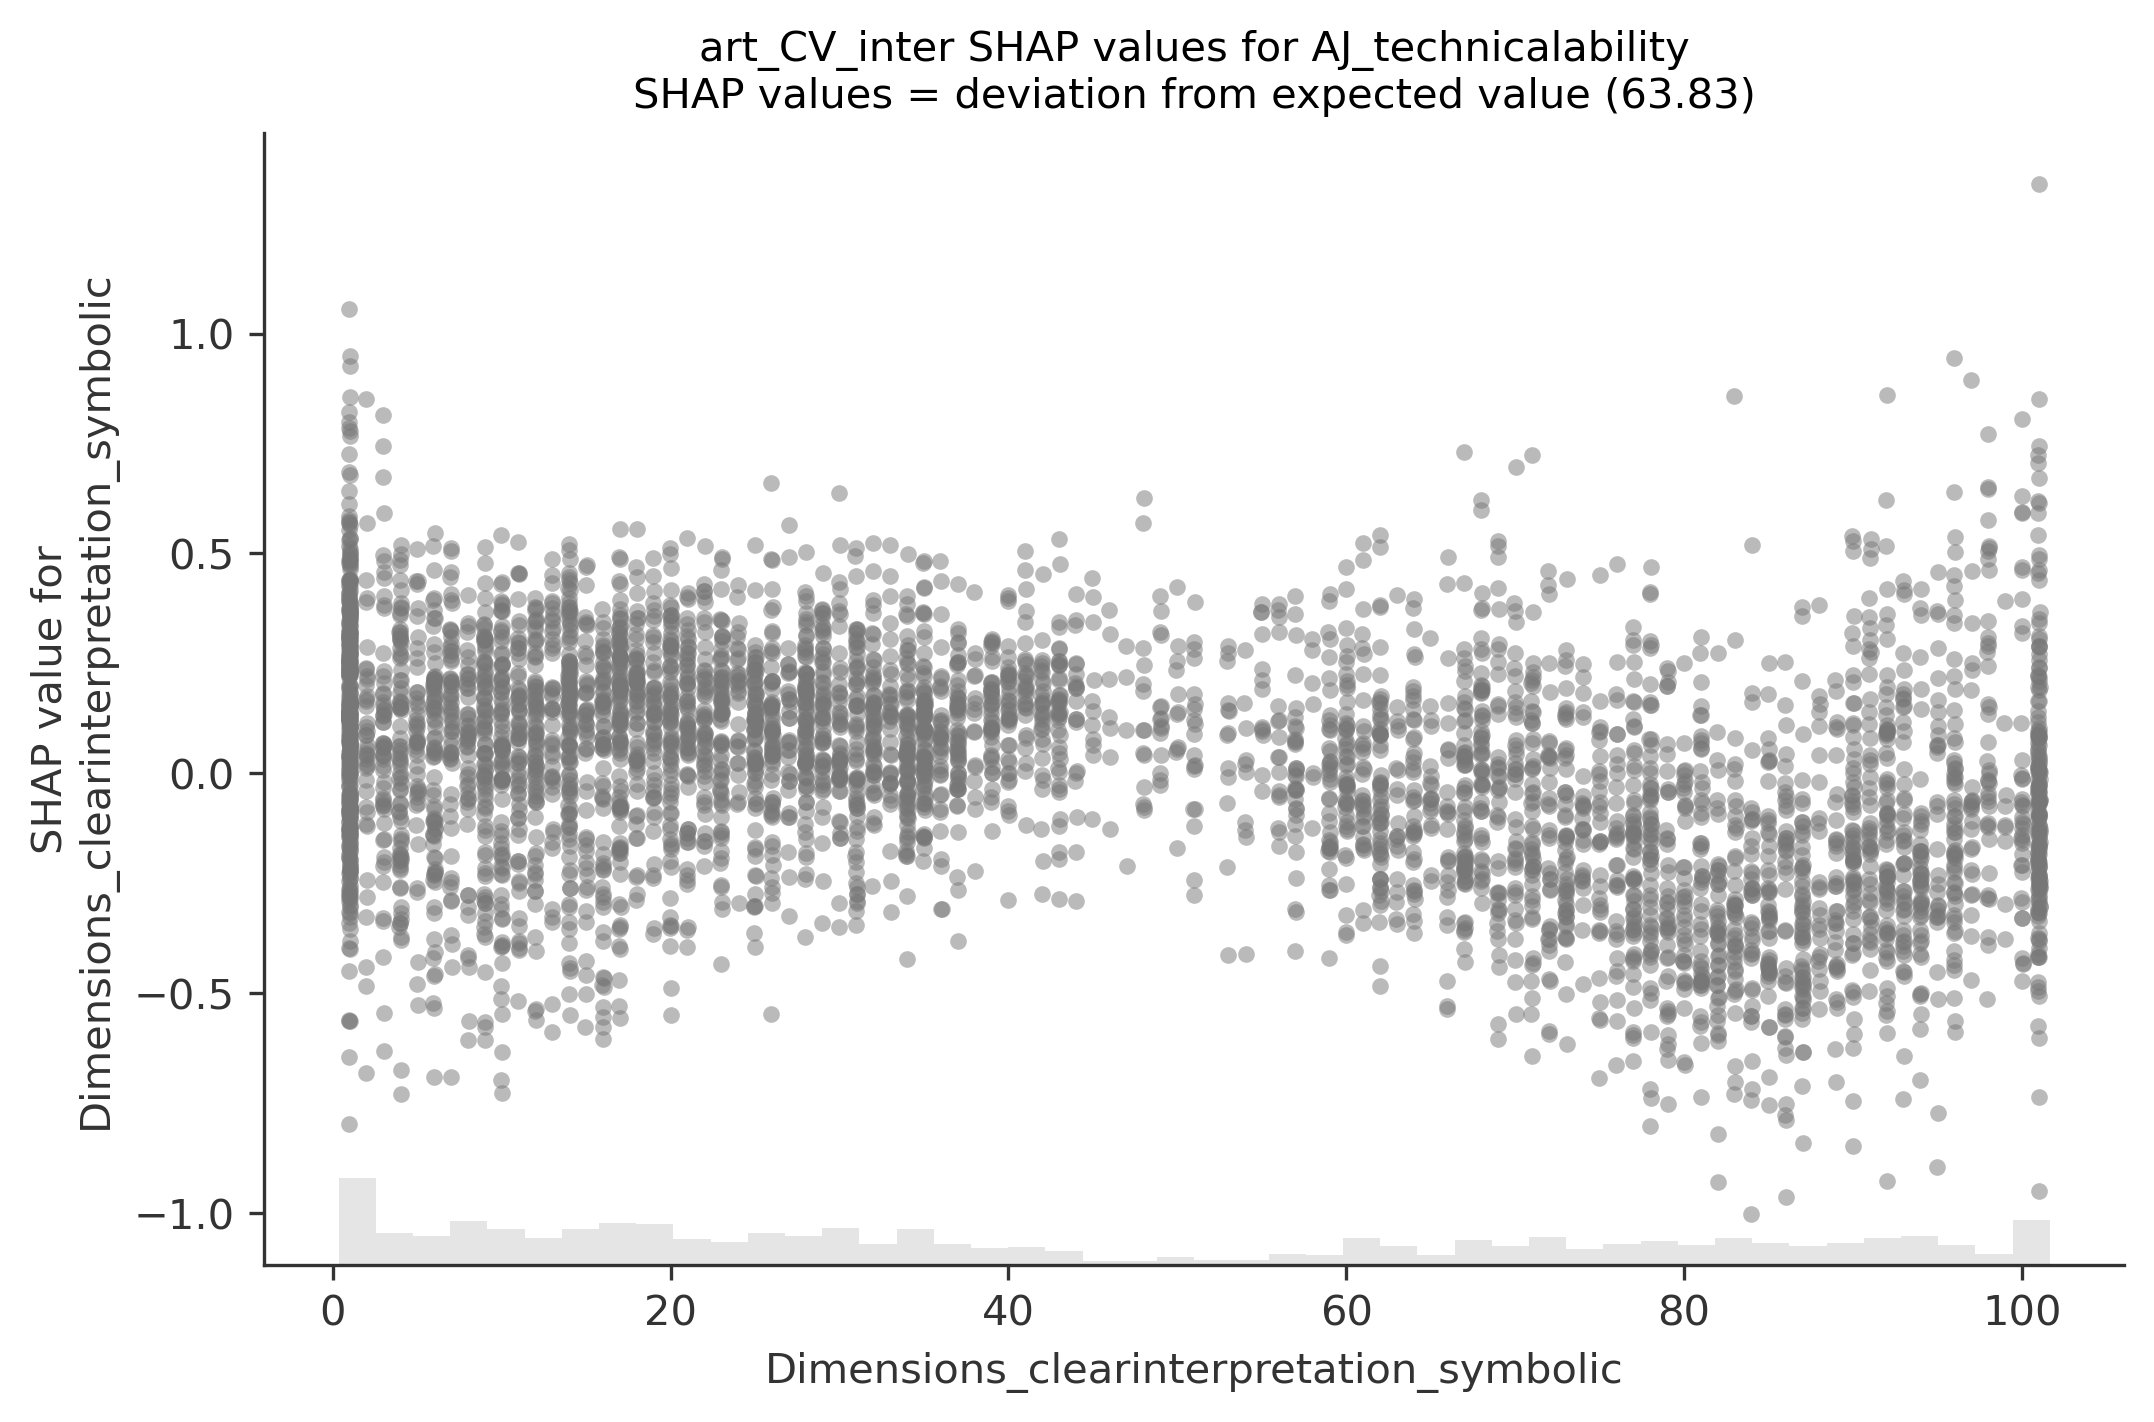 art_CV_inter SHAP values for AJ_technicalability
SHAP values = deviation from expected value (63.83)
SHAP value for
Dimensions_clearinterpretation_symbolic
1.0
0.5
0.0
−0.5
−1.0
0
20
40
60
80
100
Dimensions_clearinterpretation_symbolic